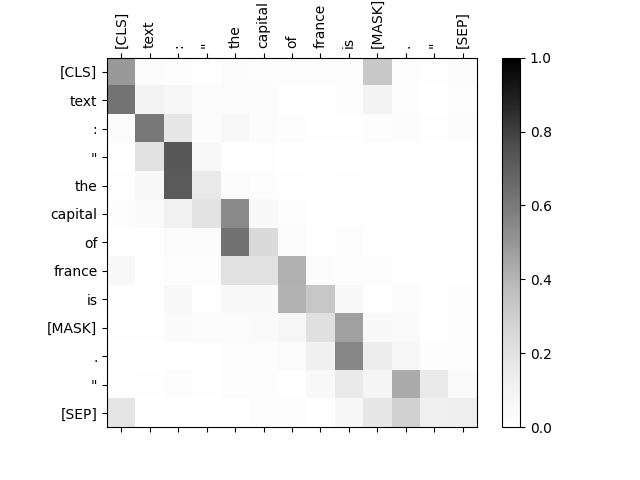 [CLS] text : " the capital of france is [MASK] . " [SEP]
[CLS]
text
:
"
the
capital
of
france
is
[MASK]
.
"
[SEP]
1.0
0.8
0.6
0.4
0.2
0.0